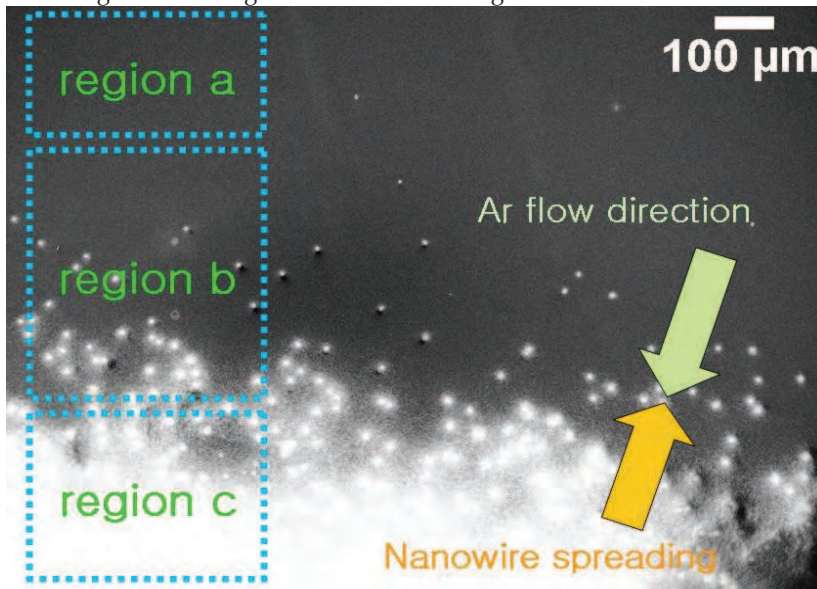 region a
100 µm
Ar flow direction
region b
region c
Nanowire spreading